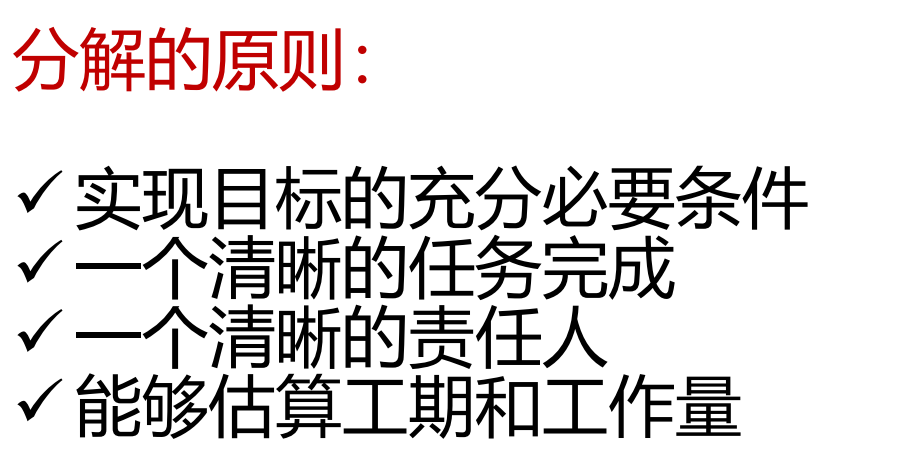 分解的原则：
✓实现目标的充分必要条件
✓一个清晰的任务完成
✓一个清晰的责任人
✓能够估算工期和工作量